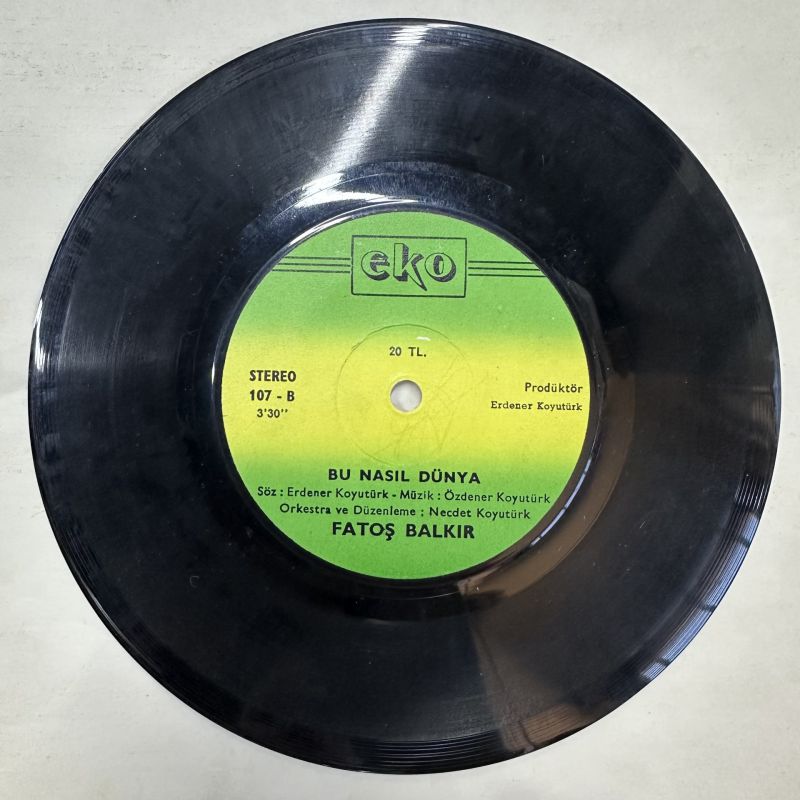 eko
20 TL.
STEREO
107 - B
3'30''
Prodüktör
Erdener Koyutürk
BU NASIL DÜNYA
Söz : Erdener Koyutürk - Müzik : Özdener Koyutürk
Orkestra ve Düzenleme : Necdet Koyutürk
FATOŞ BALKIR